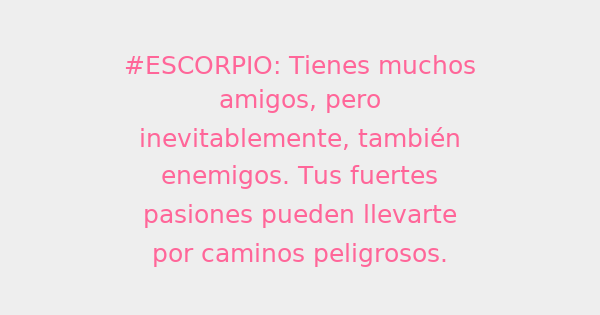 #ESCORPIO: Tienes muchos
amigos, pero
inevitablemente, también
enemigos. Tus fuertes
pasiones pueden llevarte
por caminos peligrosos.